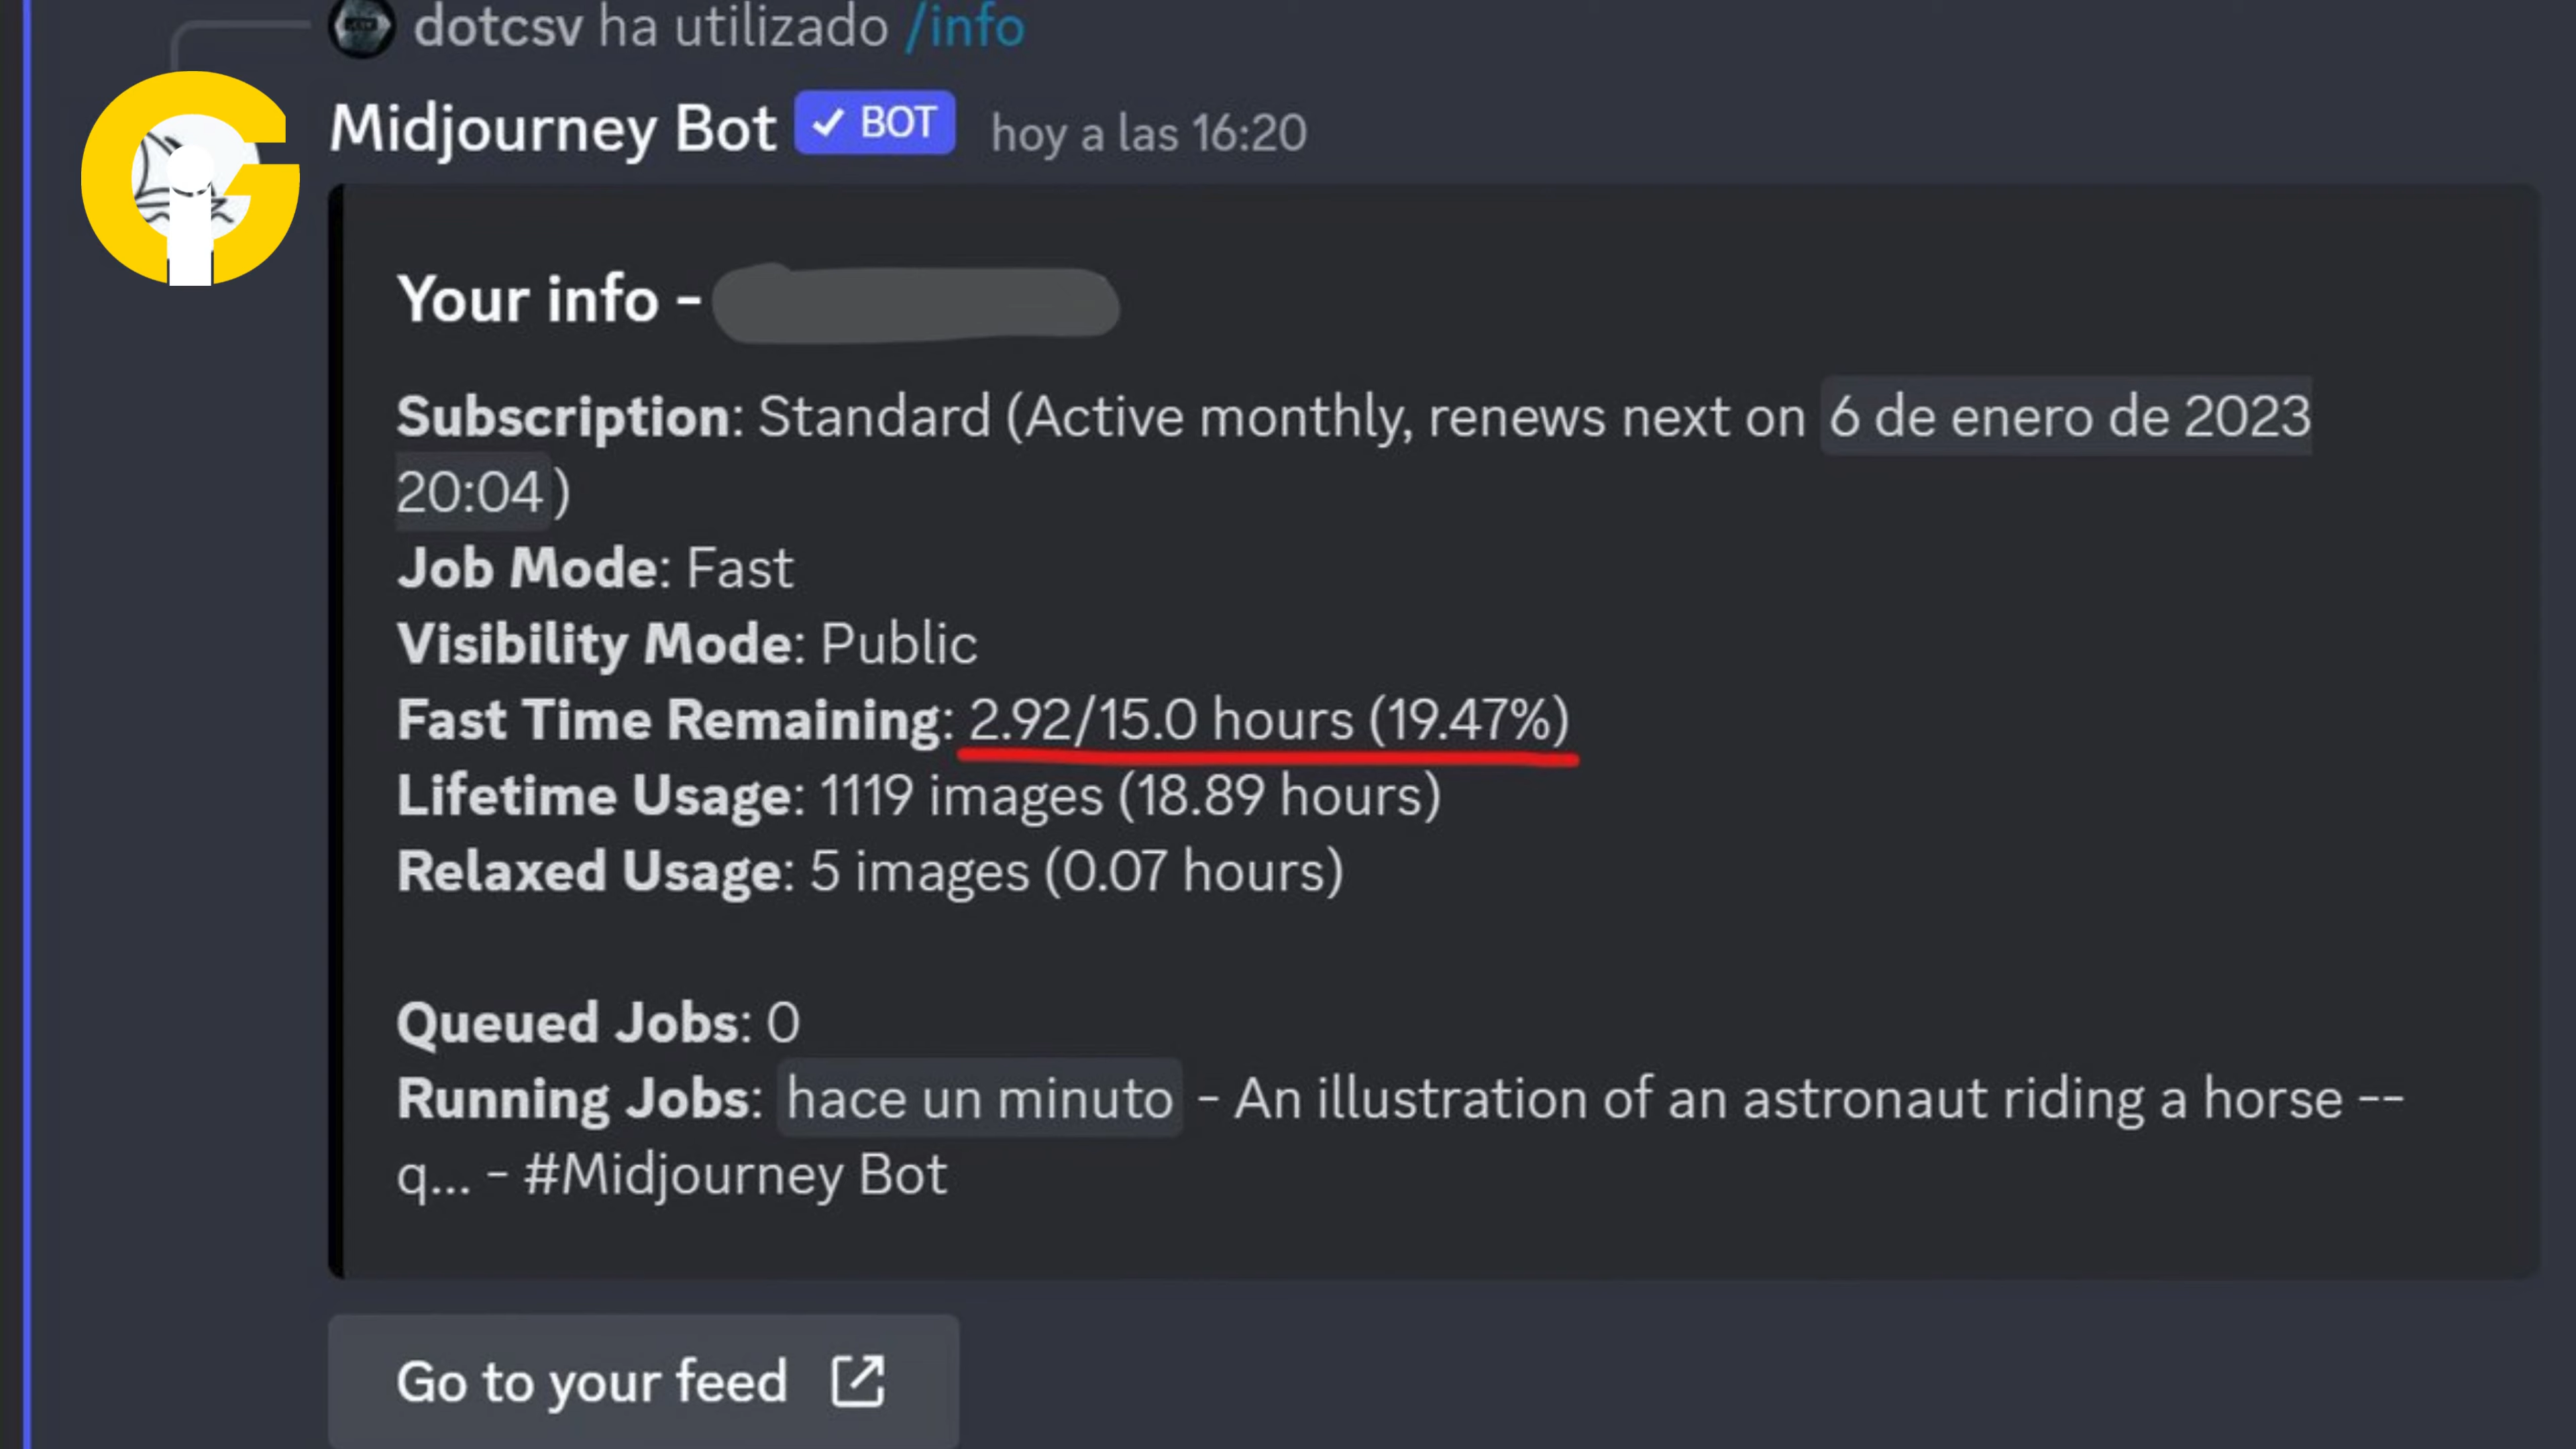 dotcsv ha utilizado /info
Midjourney Bot ✓ BOT hoy a las 16:20
Your info -
Subscription: Standard (Active monthly, renews next on 6 de enero de 2023
20:04)
Job Mode: Fast
Visibility Mode: Public
Fast Time Remaining: 2.92/15.0 hours (19.47%)
Lifetime Usage: 1119 images (18.89 hours)
Relaxed Usage: 5 images (0.07 hours)
Queued Jobs: 0
Running Jobs: hace un minuto - An illustration of an astronaut riding a horse --
q... - #Midjourney Bot
Go to your feed